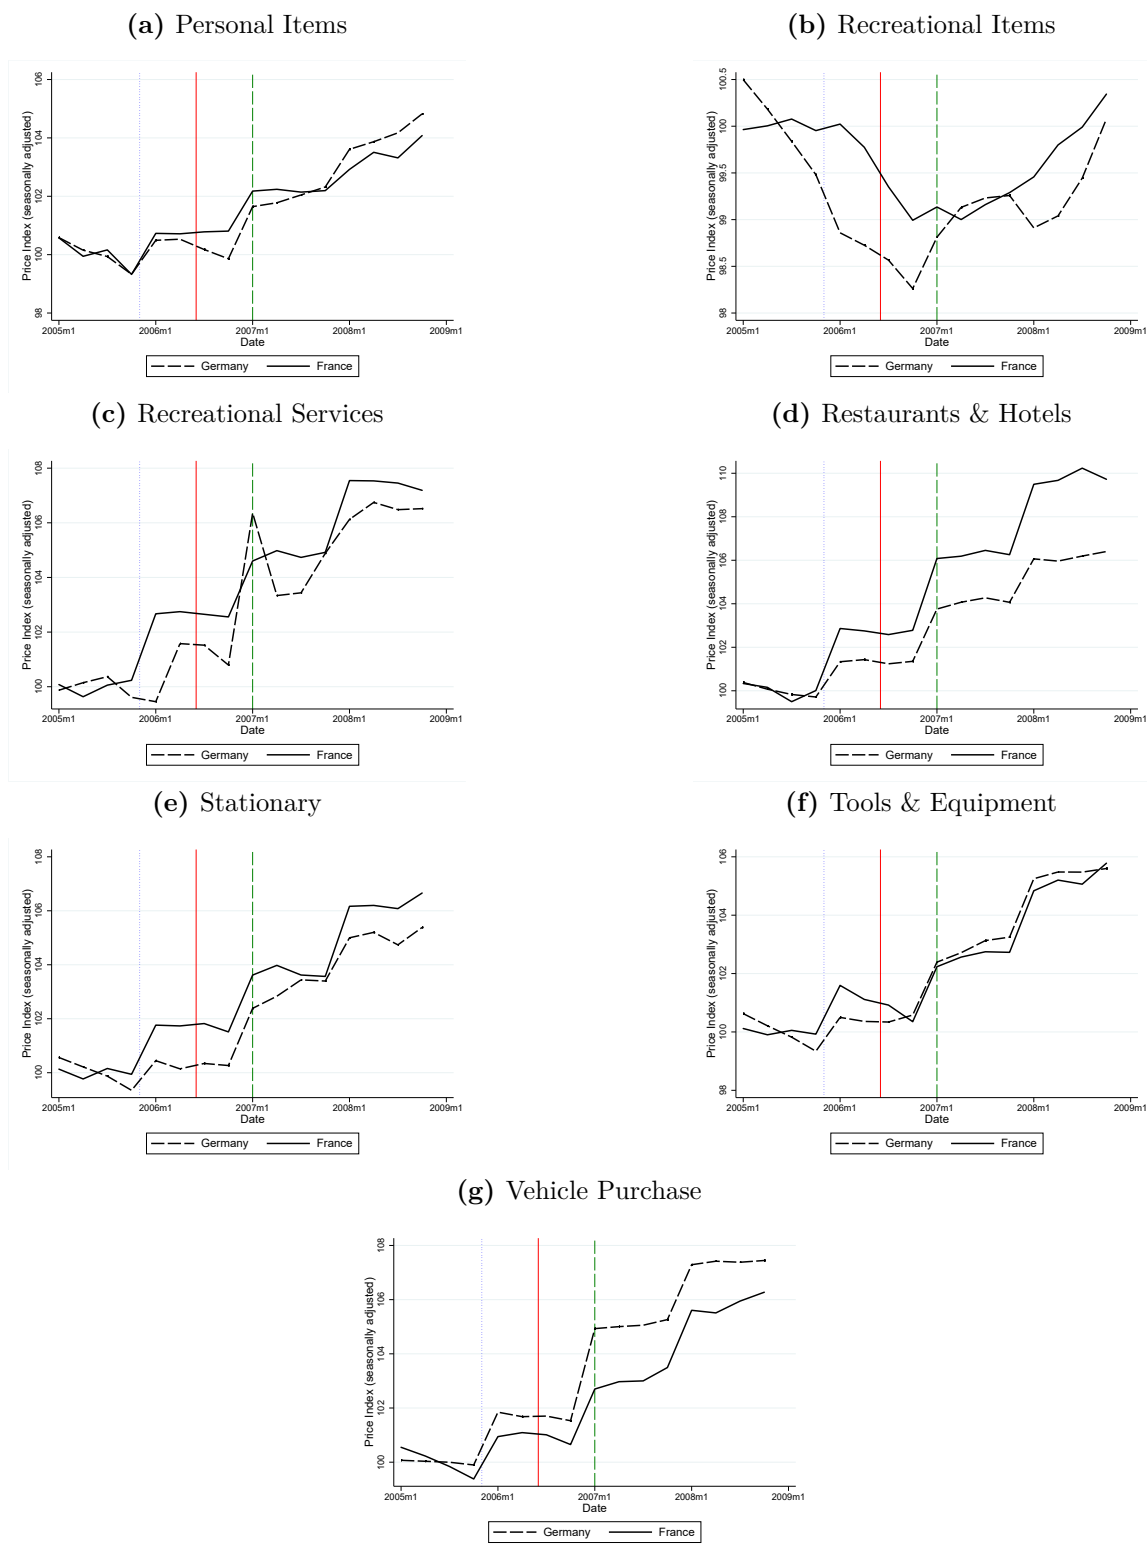 (a) Personal Items
Price Index (seasonally adjusted)
106
104
102
100
98
2005m1 2006m1 2007m1 2008m1 2009m1
Date
Germany France
(b) Recreational Items
Price Index (seasonally adjusted)
100.5
100
99.5
99
98.5
98
2005m1 2006m1 2007m1 2008m1 2009m1
Date
Germany France
(c) Recreational Services
Price Index (seasonally adjusted)
108
106
104
102
100
2005m1 2006m1 2007m1 2008m1 2009m1
Date
Germany France
(d) Restaurants & Hotels
Price Index (seasonally adjusted)
110
108
106
104
102
100
2005m1 2006m1 2007m1 2008m1 2009m1
Date
Germany France
(e) Stationary
Price Index (seasonally adjusted)
108
106
104
102
100
2005m1 2006m1 2007m1 2008m1 2009m1
Date
Germany France
(f) Tools & Equipment
Price Index (seasonally adjusted)
106
104
102
100
98
2005m1 2006m1 2007m1 2008m1 2009m1
Date
Germany France
(g) Vehicle Purchase
Price Index (seasonally adjusted)
108
106
104
102
100
2005m1 2006m1 2007m1 2008m1 2009m1
Date
Germany France